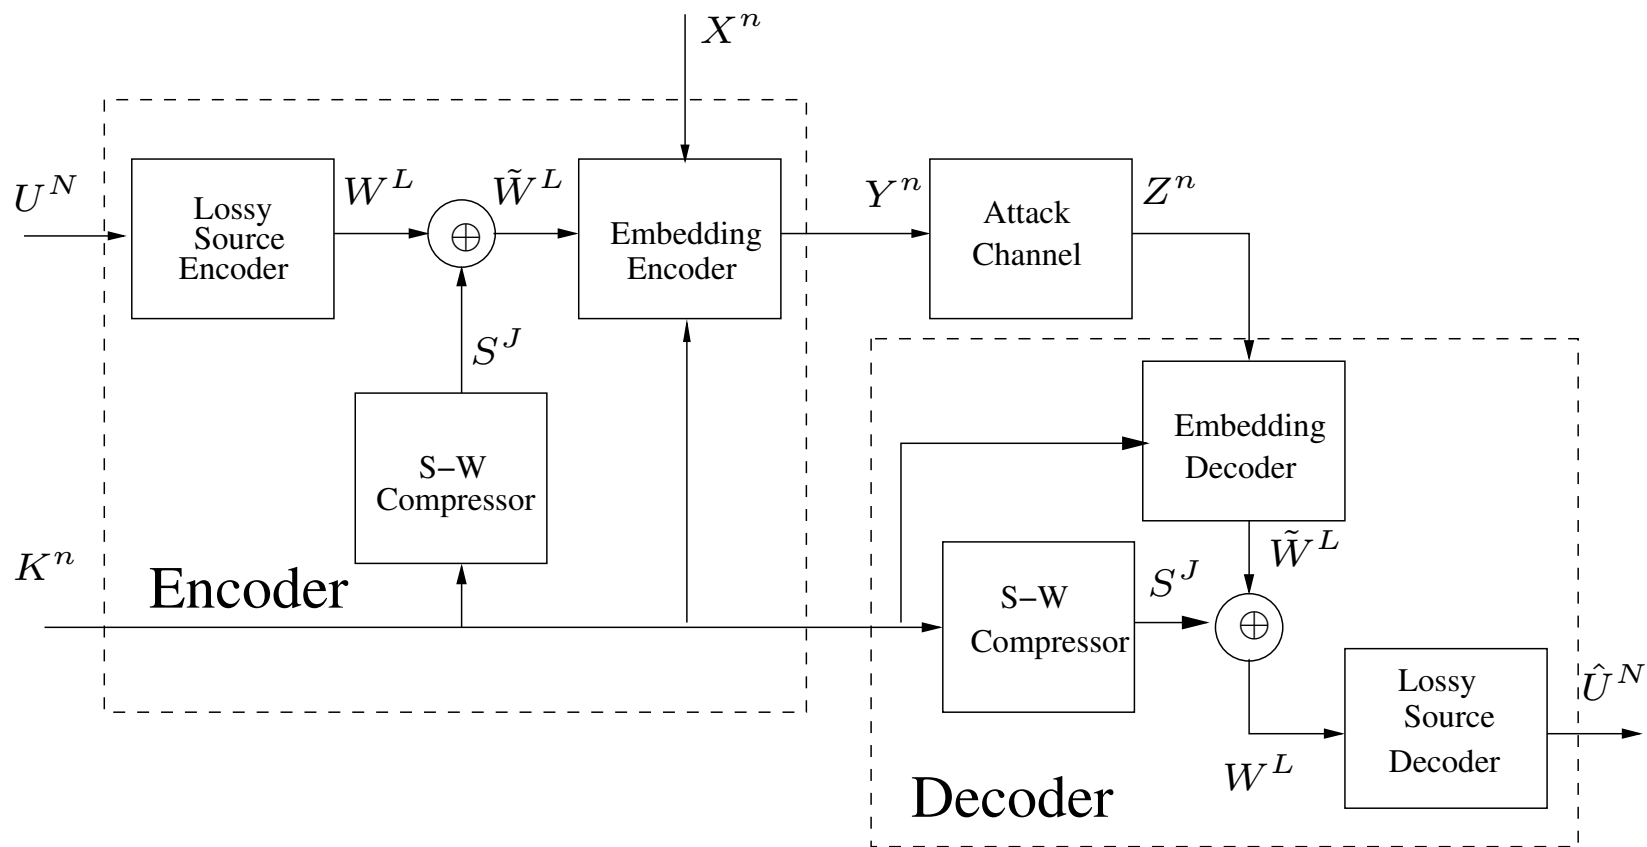 X^n
U^N
Lossy
Source
Encoder
W^L
⊕
W̃^L
Embedding
Encoder
Y^n
Attack
Channel
Z^n
S^J
S−W
Compressor
Embedding
Decoder
K^n
Encoder
W̃^L
S−W
Compressor
S^J
⊕
Lossy
Source
Decoder
Û^N
W^L
Decoder